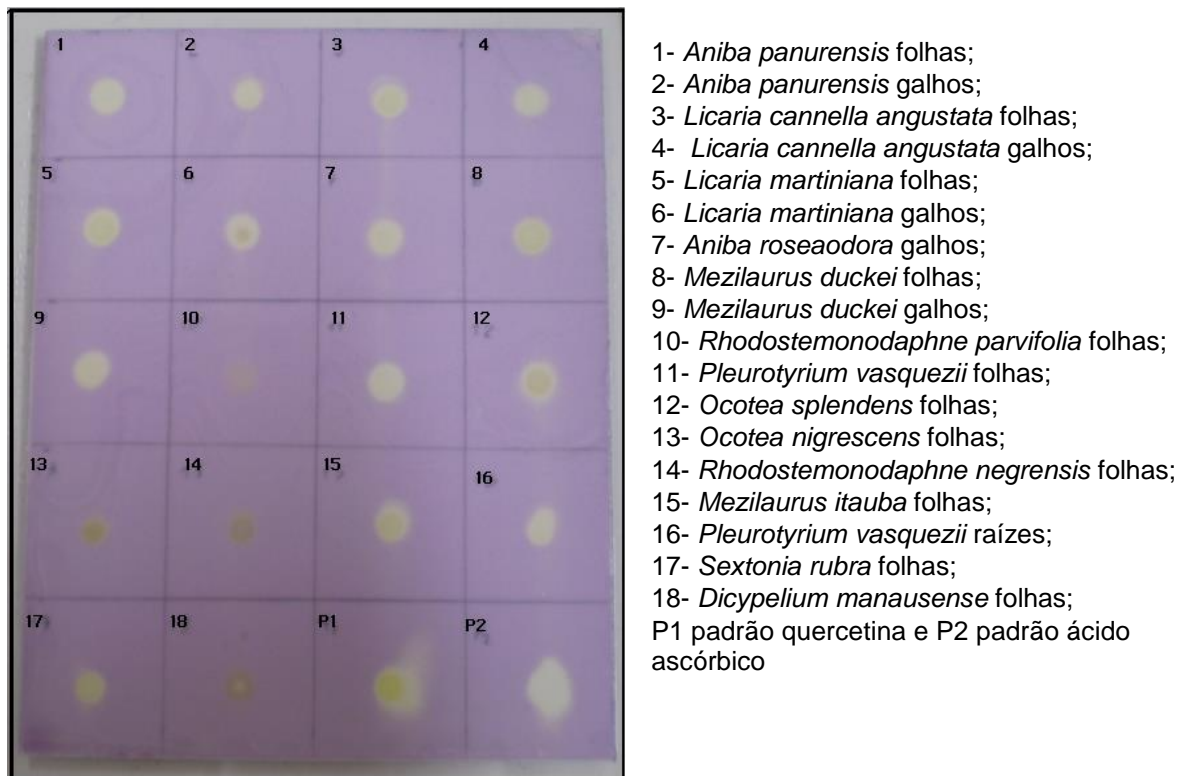 1
2
3
4
5
6
7
8
9
10
11
12
13
14
15
16
17
18
P1
P2
1- Aniba panurensis folhas;
2- Aniba panurensis galhos;
3- Licaria cannella angustata folhas;
4- Licaria cannella angustata galhos;
5- Licaria martiniana folhas;
6- Licaria martiniana galhos;
7- Aniba roseaodora galhos;
8- Mezilaurus duckei folhas;
9- Mezilaurus duckei galhos;
10- Rhodostemonodaphne parvifolia folhas;
11- Pleurotyrium vasquezii folhas;
12- Ocotea splendens folhas;
13- Ocotea nigrescens folhas;
14- Rhodostemonodaphne negrensis folhas;
15- Mezilaurus itauba folhas;
16- Pleurotyrium vasquezii raízes;
17- Sextonia rubra folhas;
18- Dicypelium manausense folhas;
P1 padrão quercetina e P2 padrão ácido
ascórbico